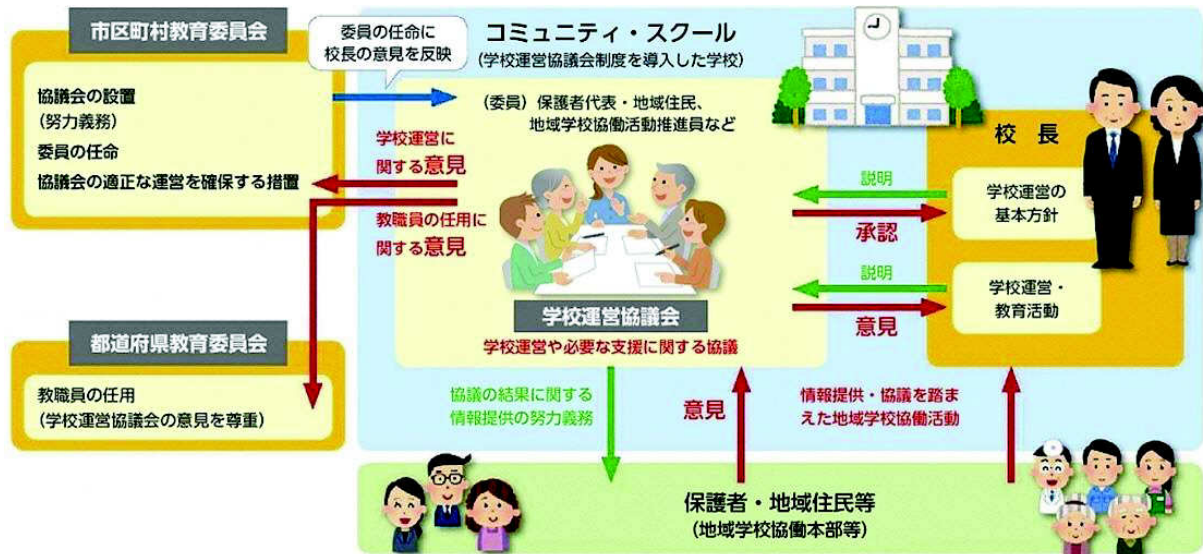 市区町村教育委員会
協議会の設置
(努力義務)
委員の任命
協議会の適正な運営を確保する措置
委員の任命に
校長の意見を反映
コミュニティ・スクール
(学校運営協議会制度を導入した学校)
(委員) 保護者代表・地域住民、
地域学校協働活動推進員など
学校運営に
関する意見
教職員の任用に
関する意見
学校運営協議会
学校運営や必要な支援に関する協議
説明
承認
説明
意見
校長
学校運営の
基本方針
学校運営・
教育活動
都道府県教育委員会
教職員の任用
(学校運営協議会の意見を尊重)
協議の結果に関する
情報提供の努力義務
意見
情報提供・協議を踏ま
えた地域学校協働活動
保護者・地域住民等
(地域学校協働本部等)